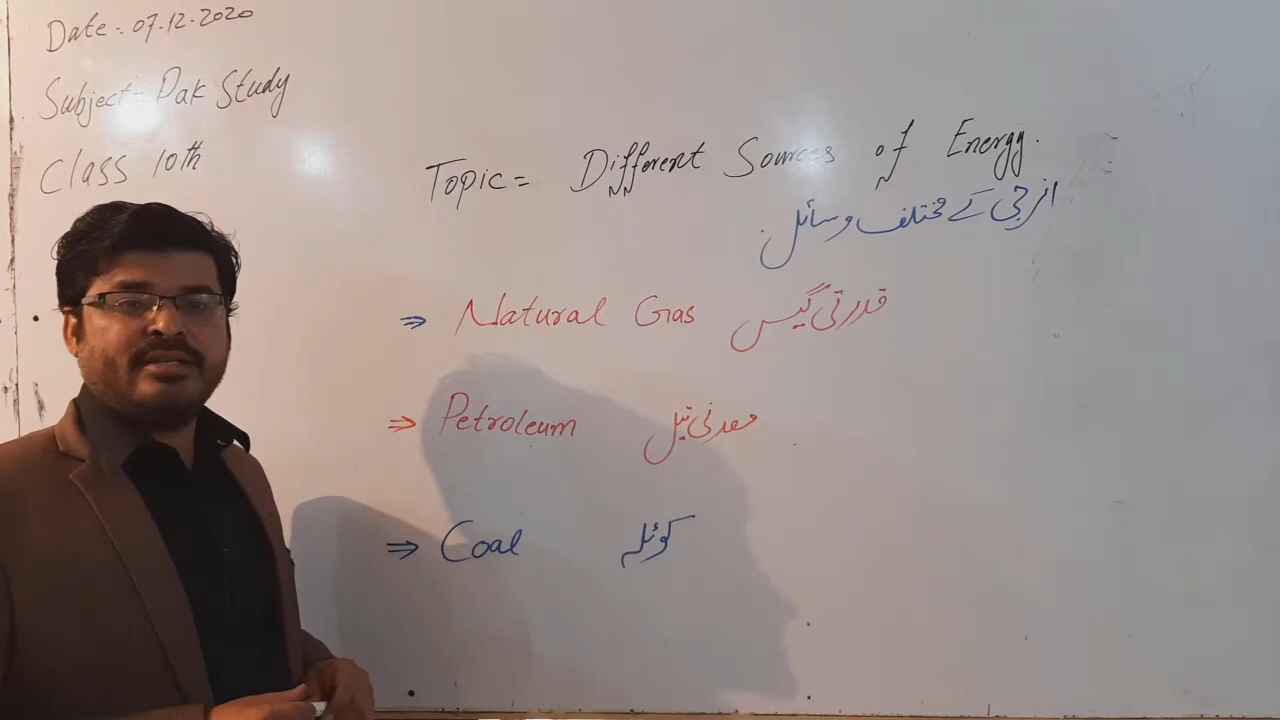 Date:- 07.12.2020
Subject:- Pak Study
Class 10th
Topic= Different Sources of Energy.
انرجی کے مختلف وسائل.
⇒ Natural Gas قدرتی گیس
⇒ Petroleum معدنی تیل
⇒ Coal کوئلہ